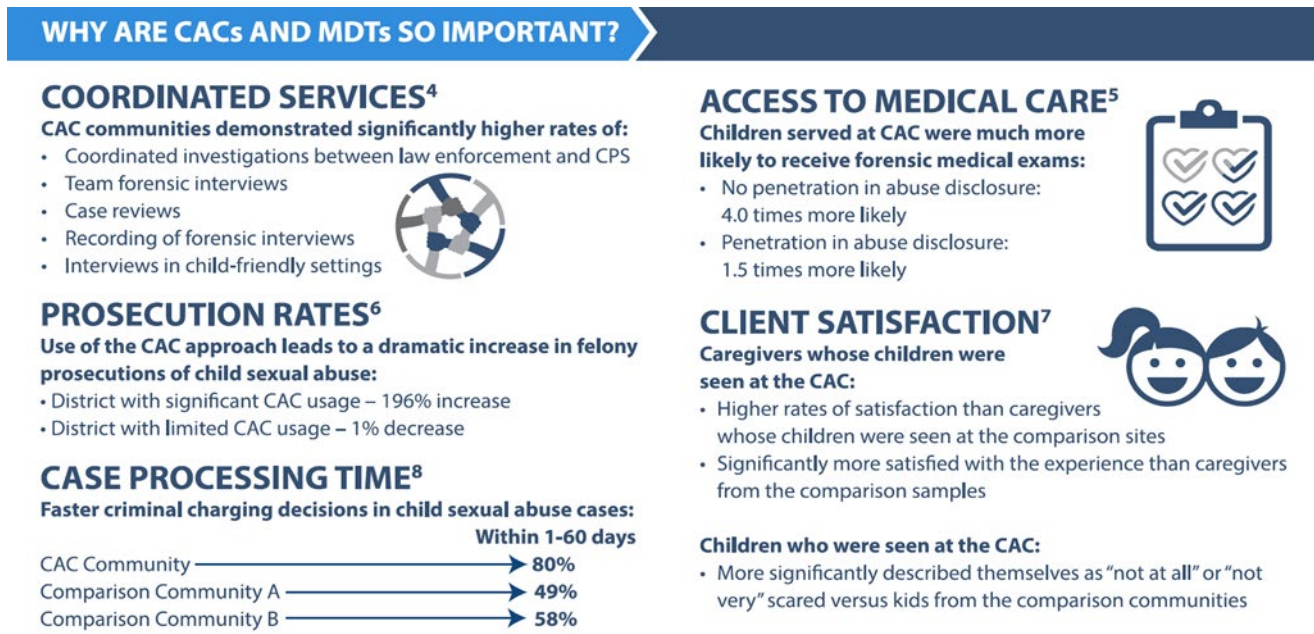 WHY ARE CACs AND MDTs SO IMPORTANT?
COORDINATED SERVICES⁴
CAC communities demonstrated significantly higher rates of:
• Coordinated investigations between law enforcement and CPS
• Team forensic interviews
• Case reviews
• Recording of forensic interviews
• Interviews in child-friendly settings
PROSECUTION RATES⁶
Use of the CAC approach leads to a dramatic increase in felony
prosecutions of child sexual abuse:
• District with significant CAC usage – 196% increase
• District with limited CAC usage – 1% decrease
CASE PROCESSING TIME⁸
Faster criminal charging decisions in child sexual abuse cases:
Within 1-60 days
CAC Community 80%
Comparison Community A 49%
Comparison Community B 58%
ACCESS TO MEDICAL CARE⁵
Children served at CAC were much more
likely to receive forensic medical exams:
• No penetration in abuse disclosure:
4.0 times more likely
• Penetration in abuse disclosure:
1.5 times more likely
CLIENT SATISFACTION⁷
Caregivers whose children were
seen at the CAC:
• Higher rates of satisfaction than caregivers
whose children were seen at the comparison sites
• Significantly more satisfied with the experience than caregivers
from the comparison samples
Children who were seen at the CAC:
• More significantly described themselves as “not at all” or “not
very” scared versus kids from the comparison communities